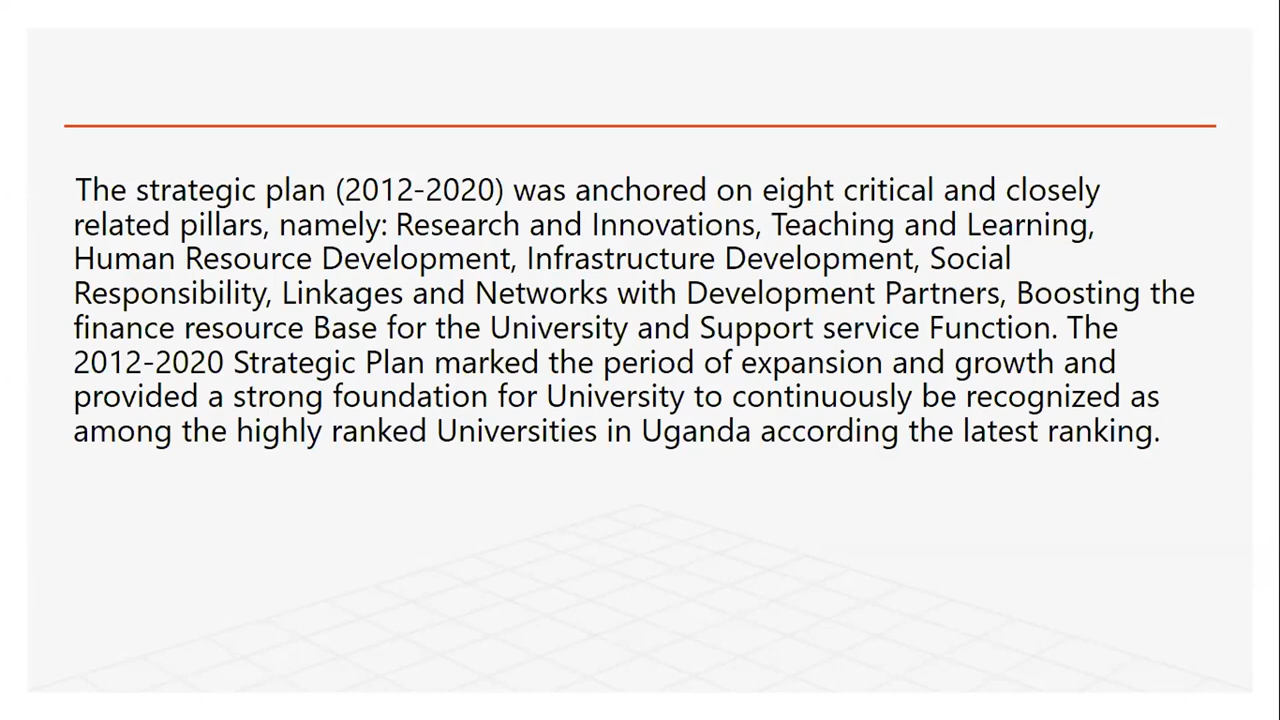 The strategic plan (2012-2020) was anchored on eight critical and closely
related pillars, namely: Research and Innovations, Teaching and Learning,
Human Resource Development, Infrastructure Development, Social
Responsibility, Linkages and Networks with Development Partners, Boosting the
finance resource Base for the University and Support service Function. The
2012-2020 Strategic Plan marked the period of expansion and growth and
provided a strong foundation for University to continuously be recognized as
among the highly ranked Universities in Uganda according the latest ranking.